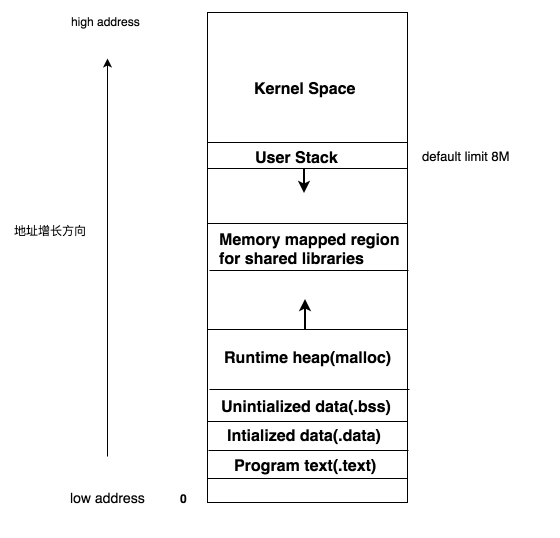 high address
Kernel Space
User Stack
default limit 8M
地址增长方向
Memory mapped region
for shared libraries
Runtime heap(malloc)
Unintialized data(.bss)
Intialized data(.data)
Program text(.text)
low address 0